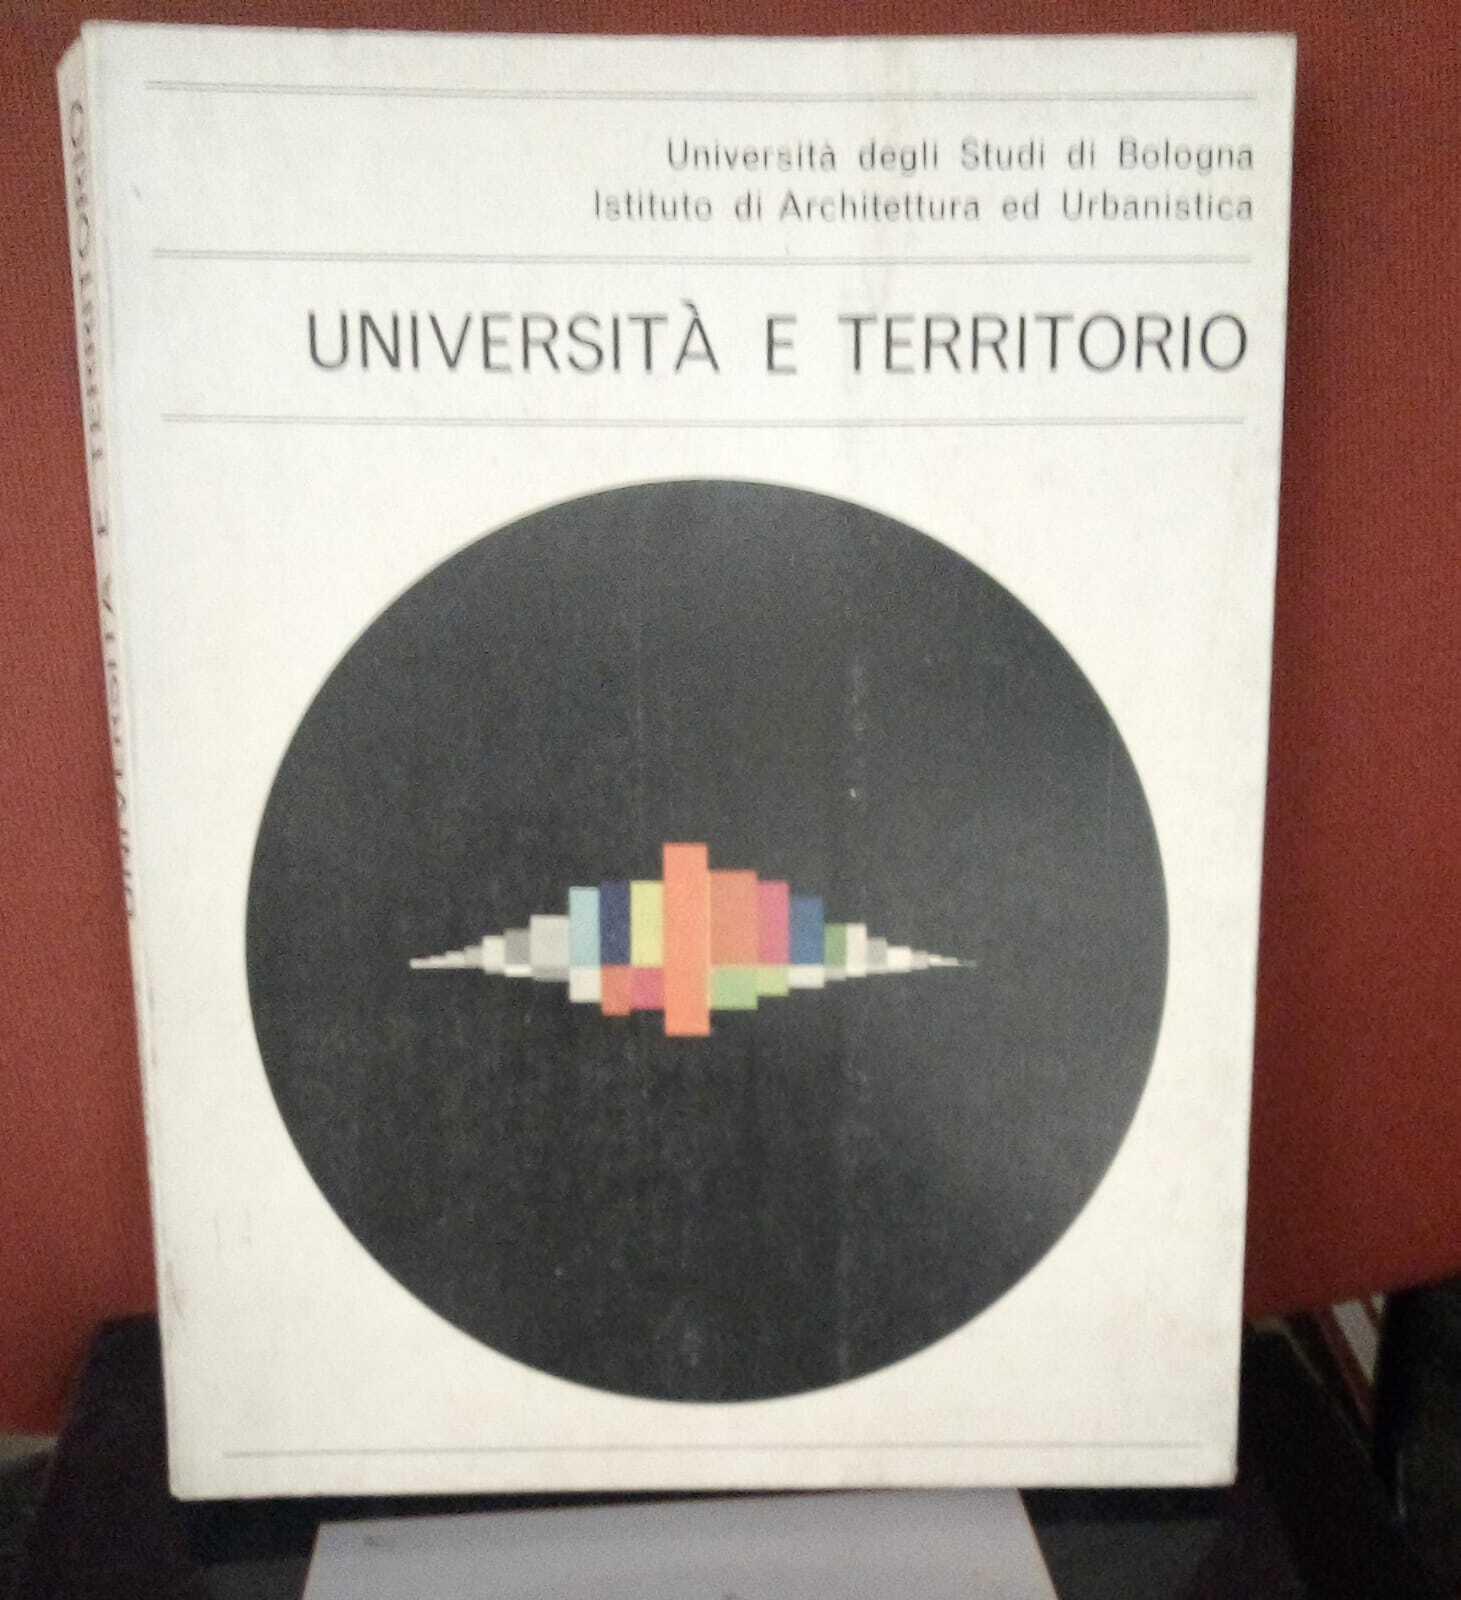 Università degli Studi di Bologna
Istituto di Architettura ed Urbanistica
UNIVERSITÀ E TERRITORIO
UNIVERSITÀ E TERRITORIO